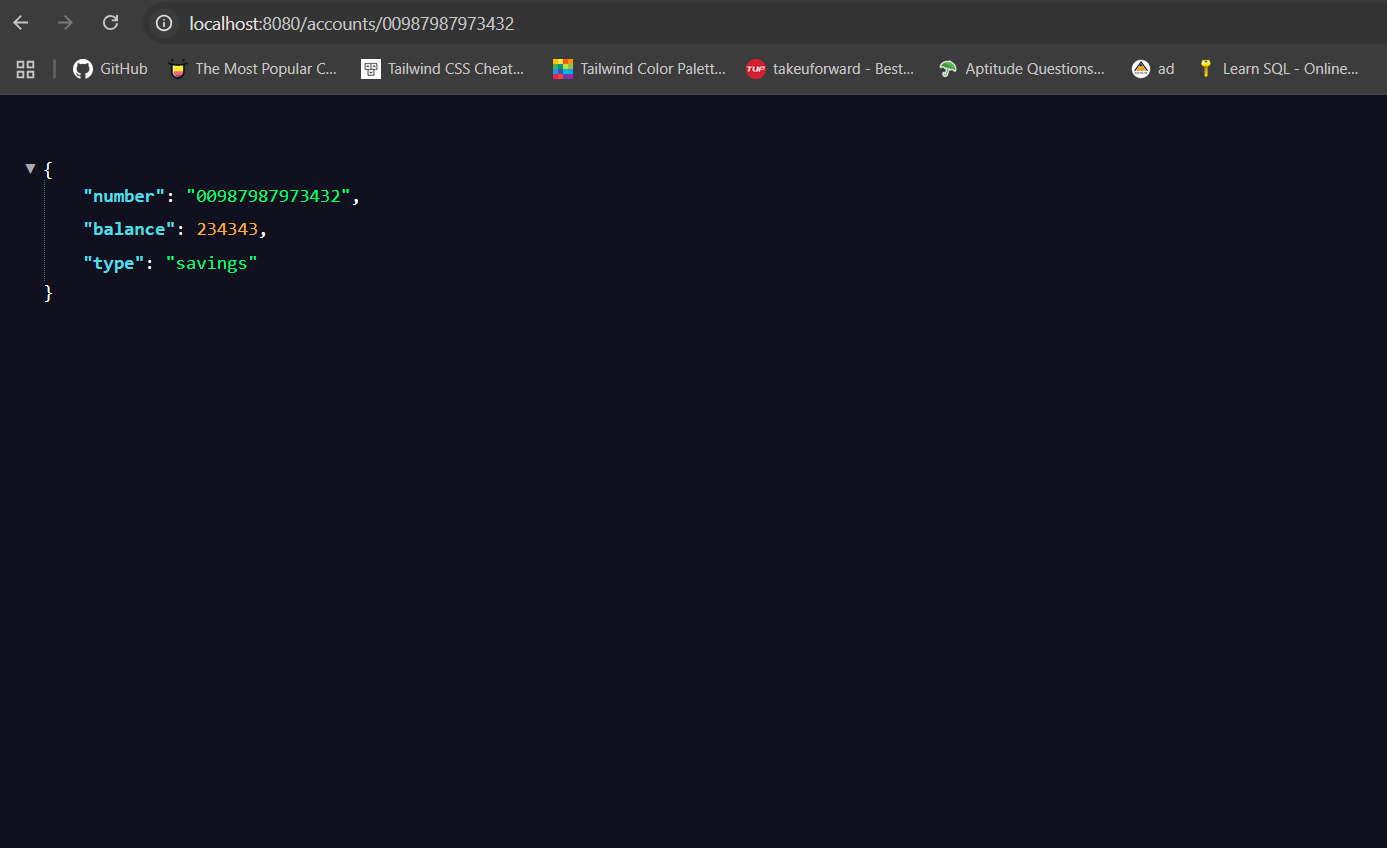 localhost:8080/accounts/00987987973432
GitHub The Most Popular C... Tailwind CSS Cheat... Tailwind Color Palett... TUF takeuforward - Best... Aptitude Questions... ad Learn SQL - Online...
{
"number": "00987987973432",
"balance": 234343,
"type": "savings"
}